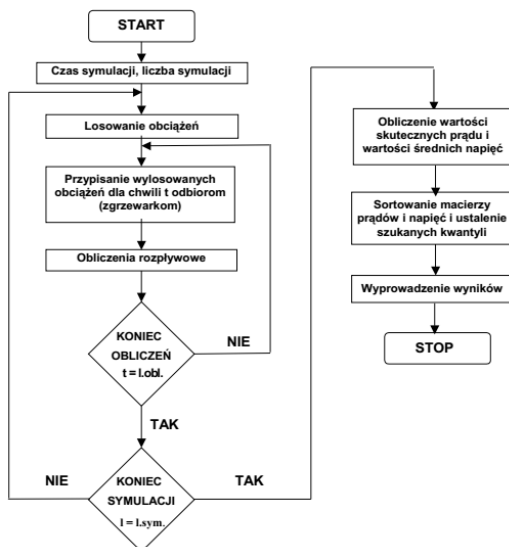 START
Czas symulacji, liczba symulacji
Losowanie obciążeń
Przypisanie wylosowanych
obciążeń dla chwili t odbiorom
(zgrzewarkom)
Obliczenia rozpływowe
KONIEC
OBLICZEŃ
t = l.obl.
NIE
TAK
KONIEC
SYMULACJI
l = l.sym.
NIE
TAK
Obliczenie wartości
skutecznych prądu i
wartości średnich napięć
Sortowanie macierzy
prądów i napięć i ustalenie
szukanych kwantyli
Wyprowadzenie wyników
STOP